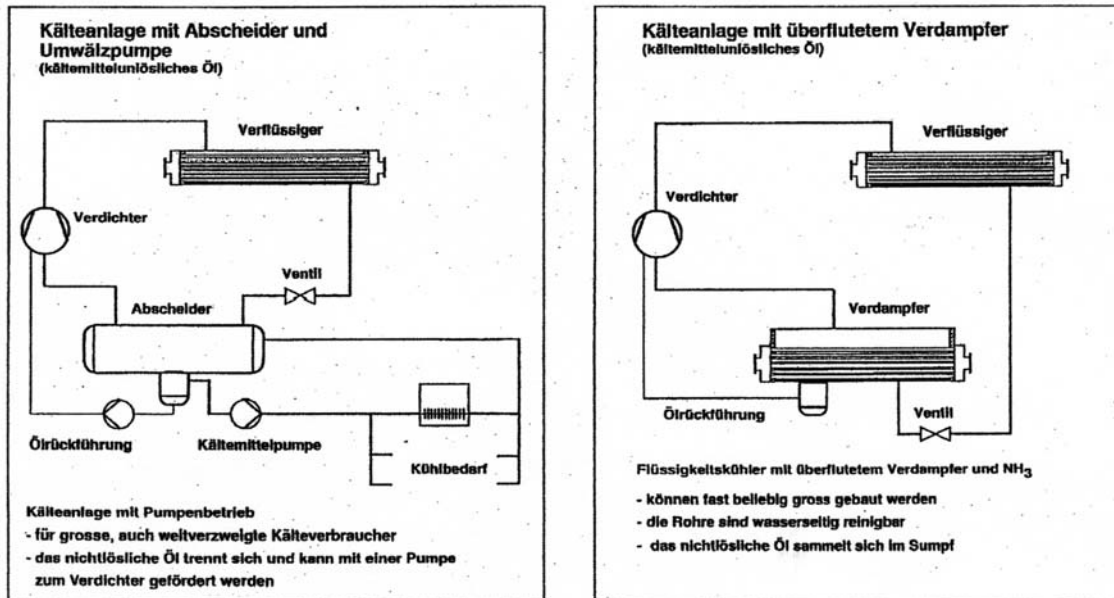 Kälteanlage mit Abscheider und
Umwälzpumpe
(kältemittelunlösliches Öl)
Verflüssiger
Verdichter
Ventil
Abscheider
Ölrückführung
Kältemittelpumpe
Kühlbedarf
Kälteanlage mit Pumpenbetrieb
- für grosse, auch weitverzweigte Kälteverbraucher
- das nichtlösliche Öl trennt sich und kann mit einer Pumpe
zum Verdichter gefördert werden
Kälteanlage mit überflutetem Verdampfer
(kältemittelunlösliches Öl)
Verflüssiger
Verdichter
Verdampfer
Ölrückführung
Ventil
Flüssigkeitskühler mit überflutetem Verdampfer und NH₃
- können fast beliebig gross gebaut werden
- die Rohre sind wasserseitig reinigbar
- das nichtlösliche Öl sammelt sich im Sumpf